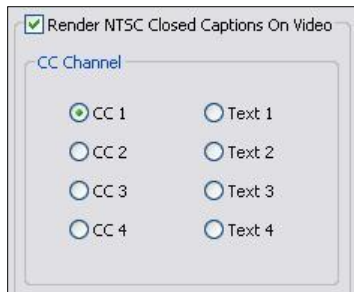 Render NTSC Closed Captions On Video
CC Channel
CC 1 Text 1
CC 2 Text 2
CC 3 Text 3
CC 4 Text 4